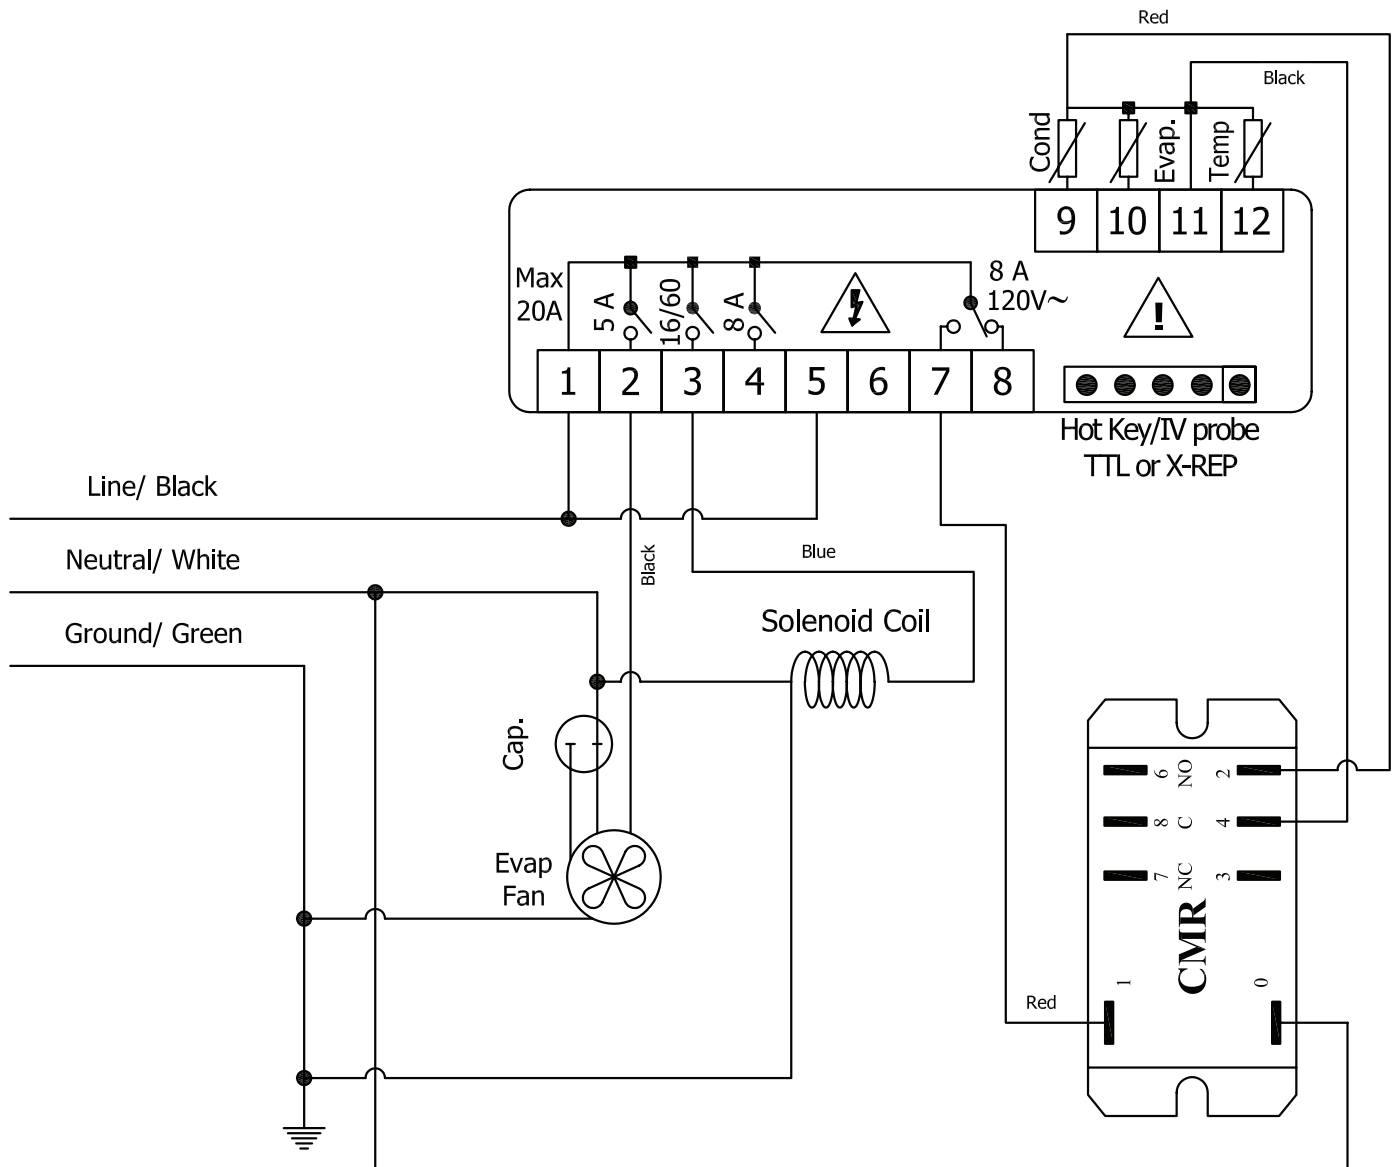 Red
Black
Cond
Evap.
Temp
9 10 11 12
Max
20A
5 A
16/60
8 A
8 A
120V~
!
1 2 3 4 5 6 7 8
Hot Key/IV probe
TTL or X-REP
Line/ Black
Neutral/ White
Black
Blue
Ground/ Green
Solenoid Coil
Cap.
Evap
Fan
6 NO 2
8 C 4
7 NC 3
CMR
1 0
Red